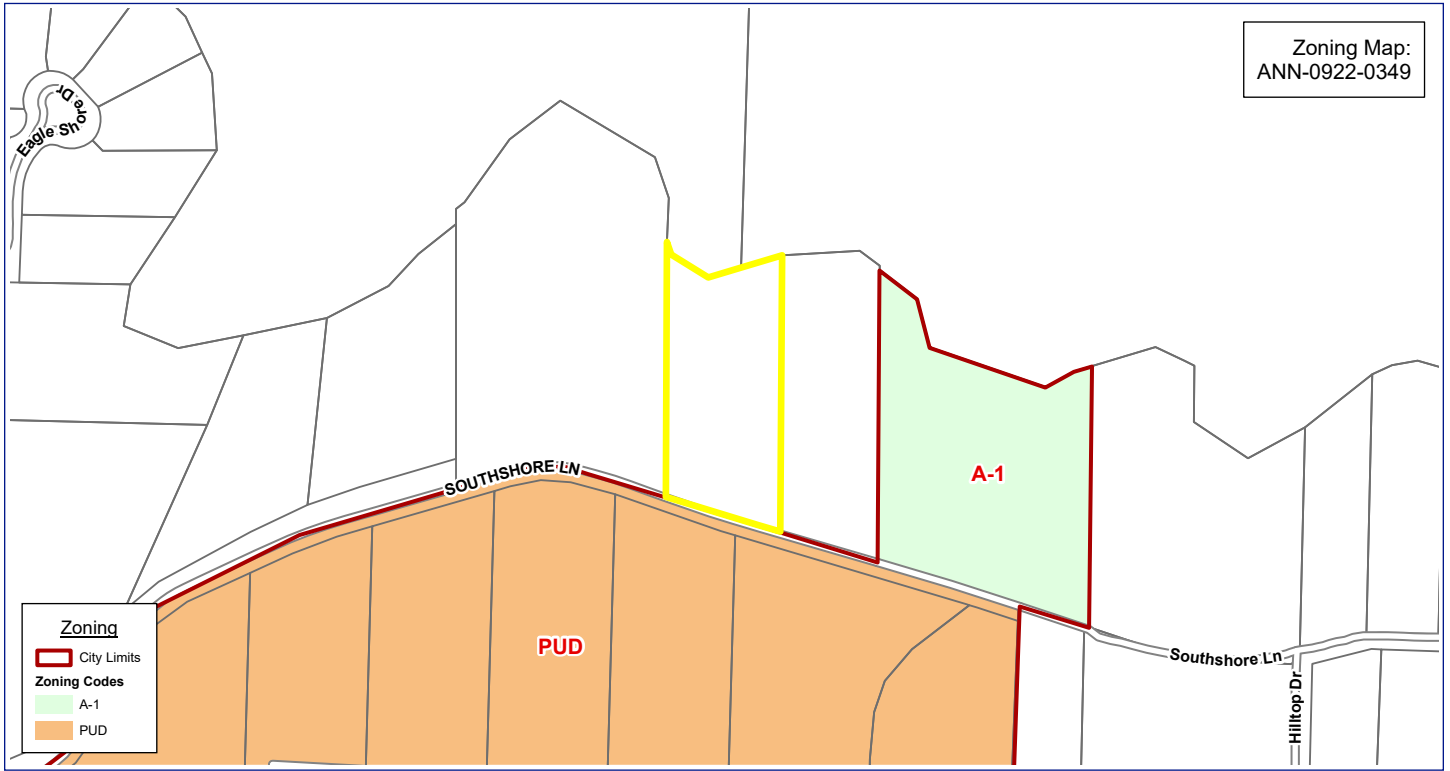 Zoning Map:
ANN-0922-0349
Eagle Shore Dr
SOUTHSHORE LN
A-1
PUD
Southshore Ln
Hilltop Dr
Zoning
City Limits
Zoning Codes
A-1
PUD